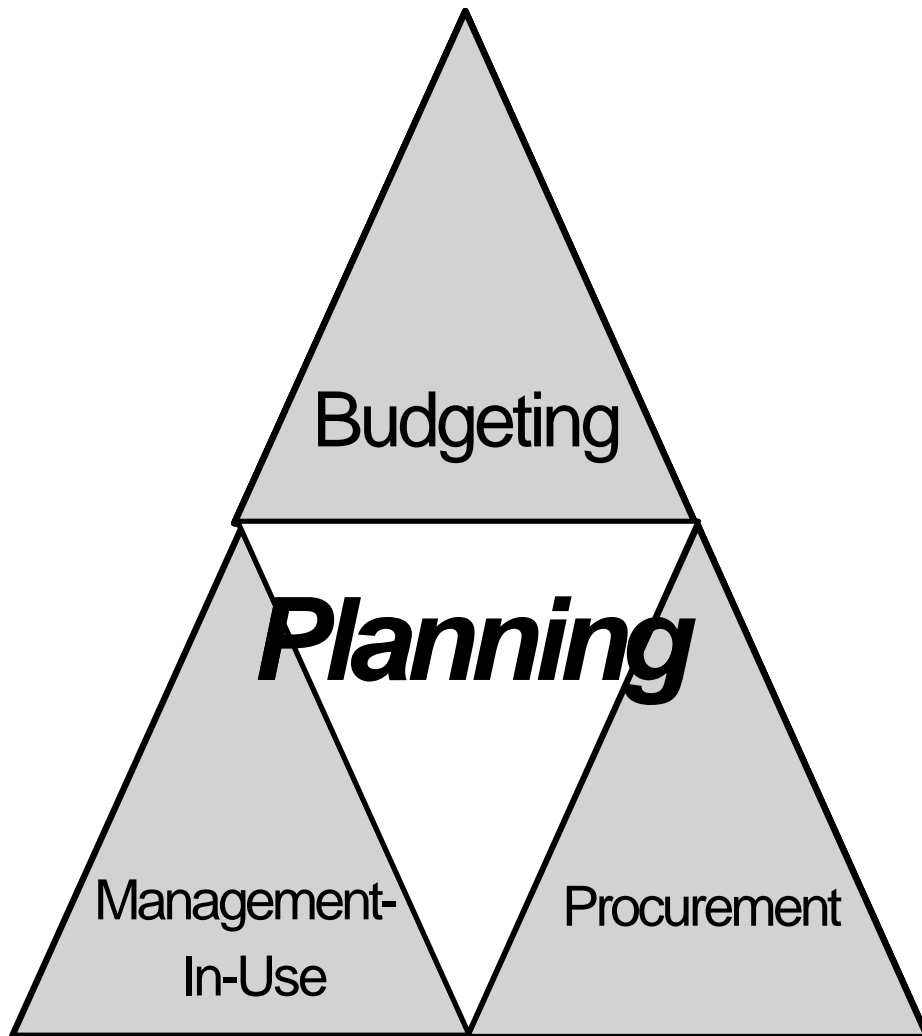 Budgeting
Planning
Management-
In-Use
Procurement